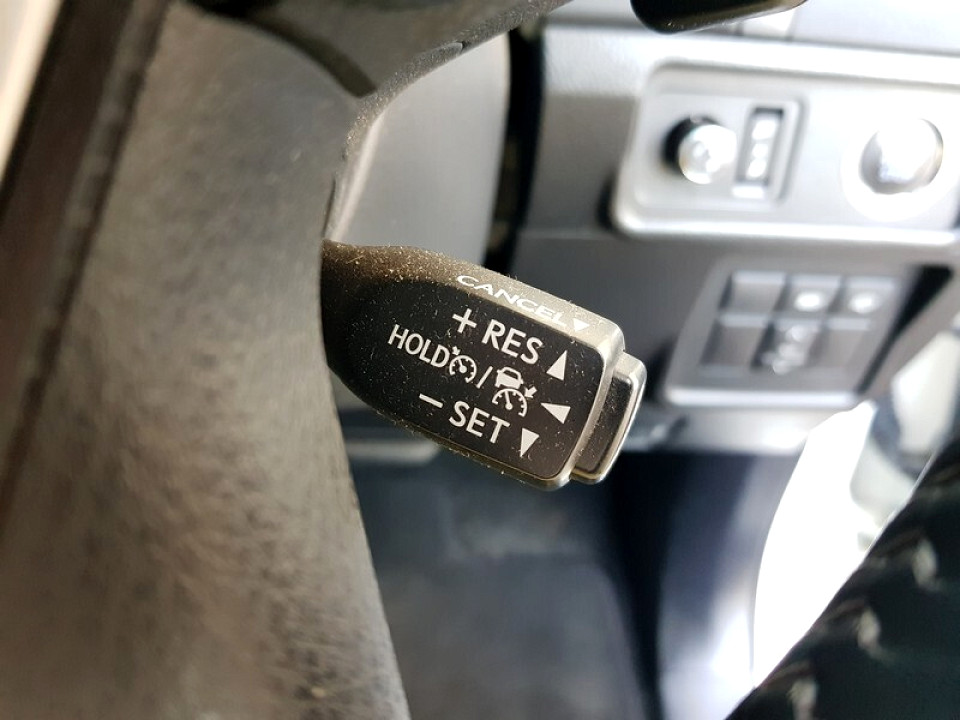 CANCEL ▼
+ RES ▲
HOLD / ◀
− SET ▼